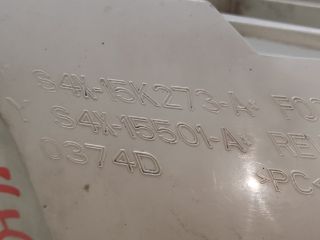 S4X-15K273-A* FO
Y S4X-15501-A* RE
0374D >PC<